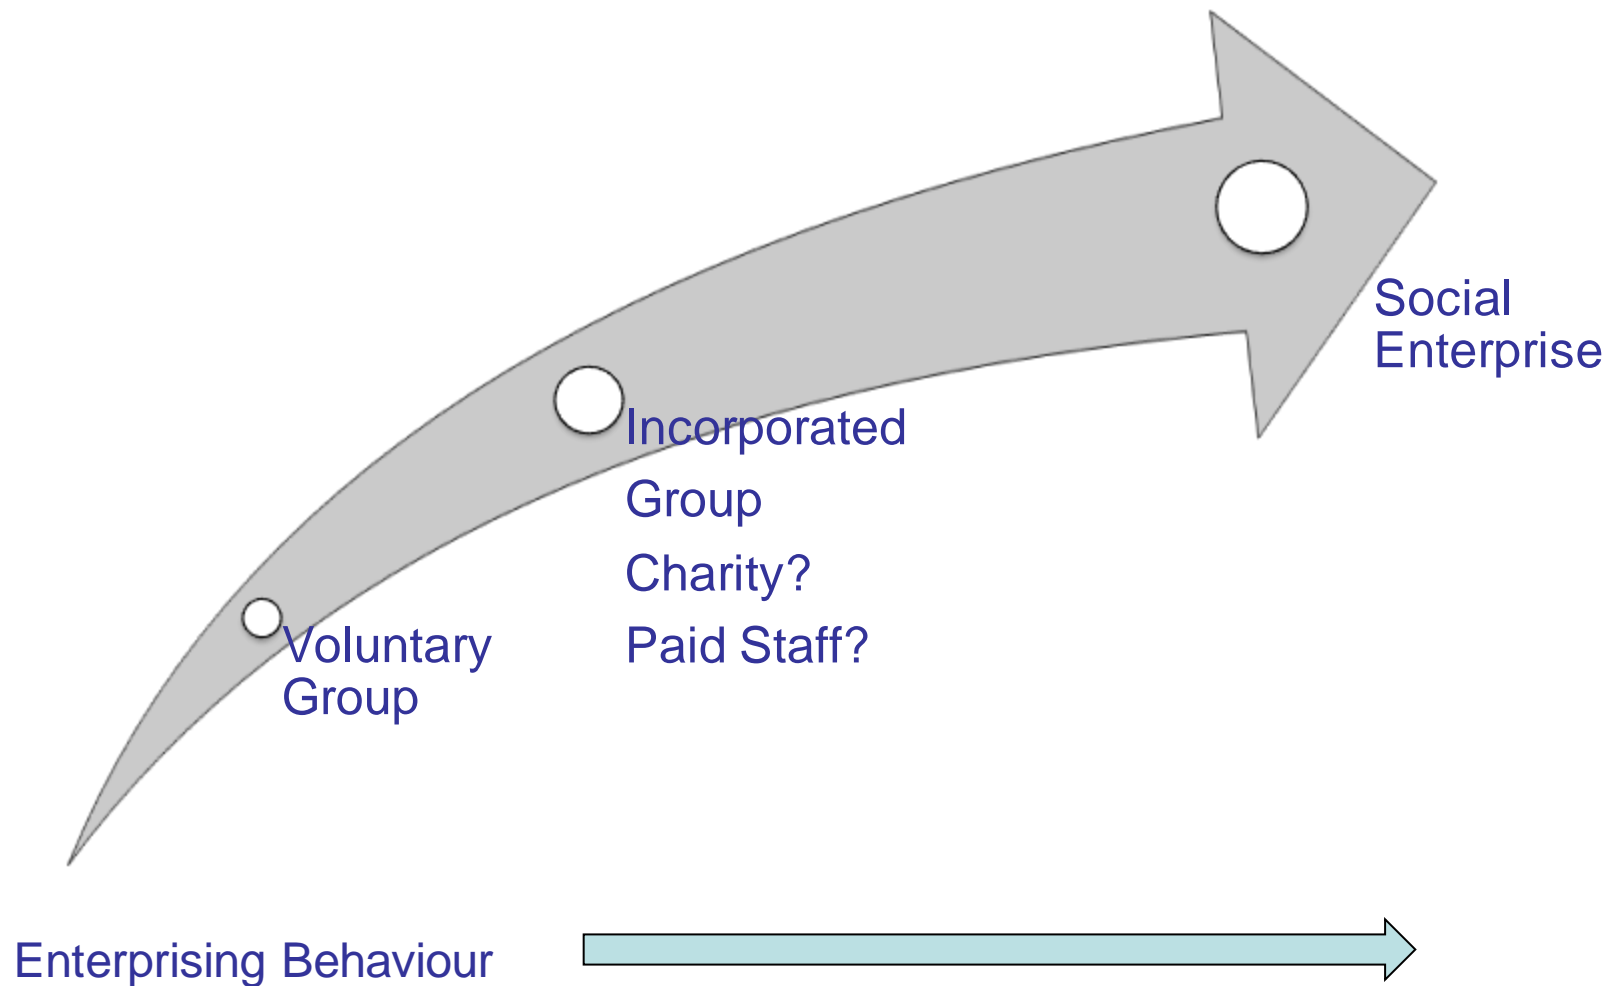 Social
Enterprise
Incorporated
Group
Charity?
Paid Staff?
Voluntary
Group
Enterprising Behaviour